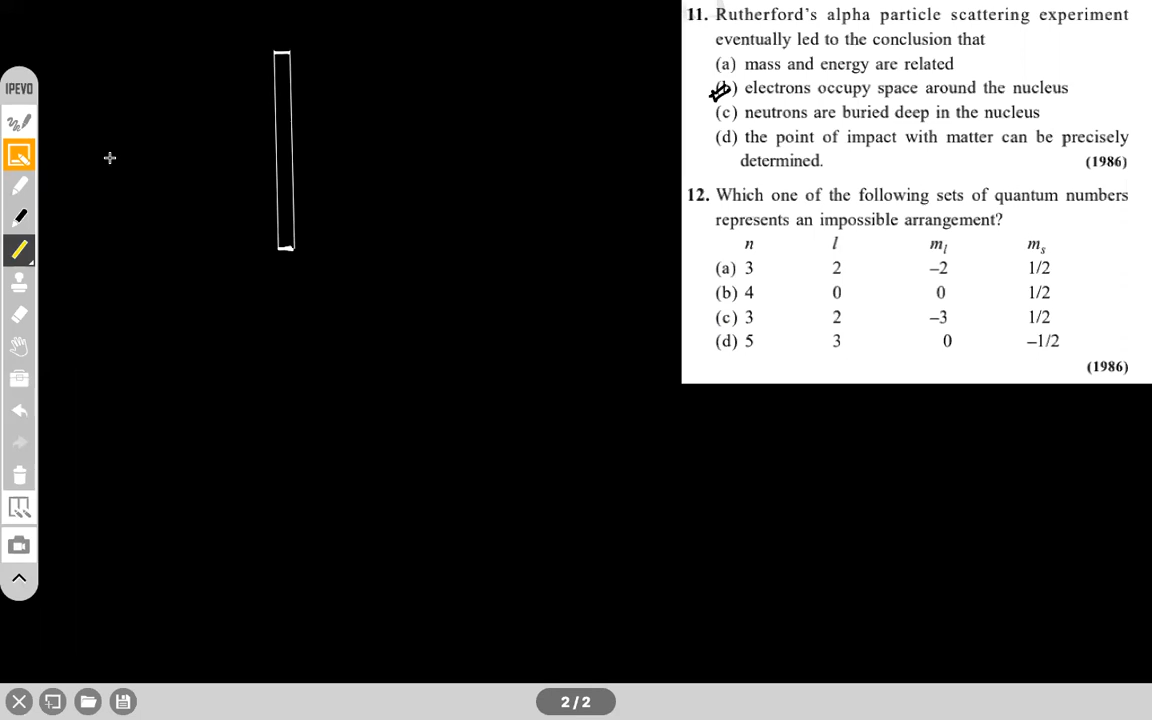 IPEVO
11. Rutherford's alpha particle scattering experiment
eventually led to the conclusion that
(a) mass and energy are related
(b) electrons occupy space around the nucleus
(c) neutrons are buried deep in the nucleus
(d) the point of impact with matter can be precisely
determined. (1986)
12. Which one of the following sets of quantum numbers
represents an impossible arrangement?
n l mₗ mₛ
(a) 3 2 –2 1/2
(b) 4 0 0 1/2
(c) 3 2 –3 1/2
(d) 5 3 0 –1/2
(1986)
2 / 2